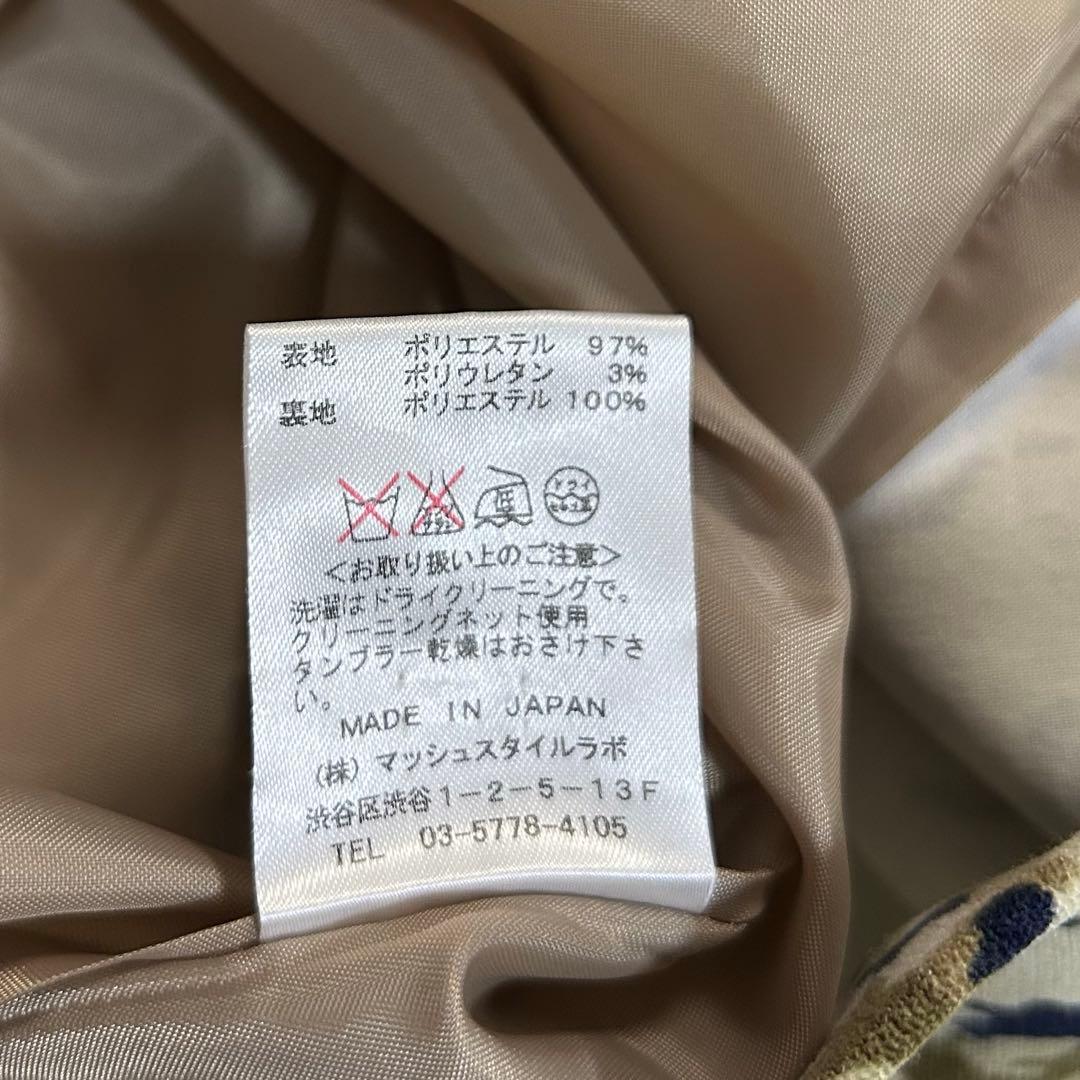 表地 ポリエステル 97%
ポリウレタン 3%
裏地 ポリエステル 100%
低
ドライ
<お取り扱い上のご注意>
洗濯はドライクリーニングで。
クリーニングネット使用
タンブラー乾燥はおさけ下さ
い。
MADE IN JAPAN
(株)マッシュスタイルラボ
渋谷区渋谷1-2-5-13F
TEL 03-5778-4105